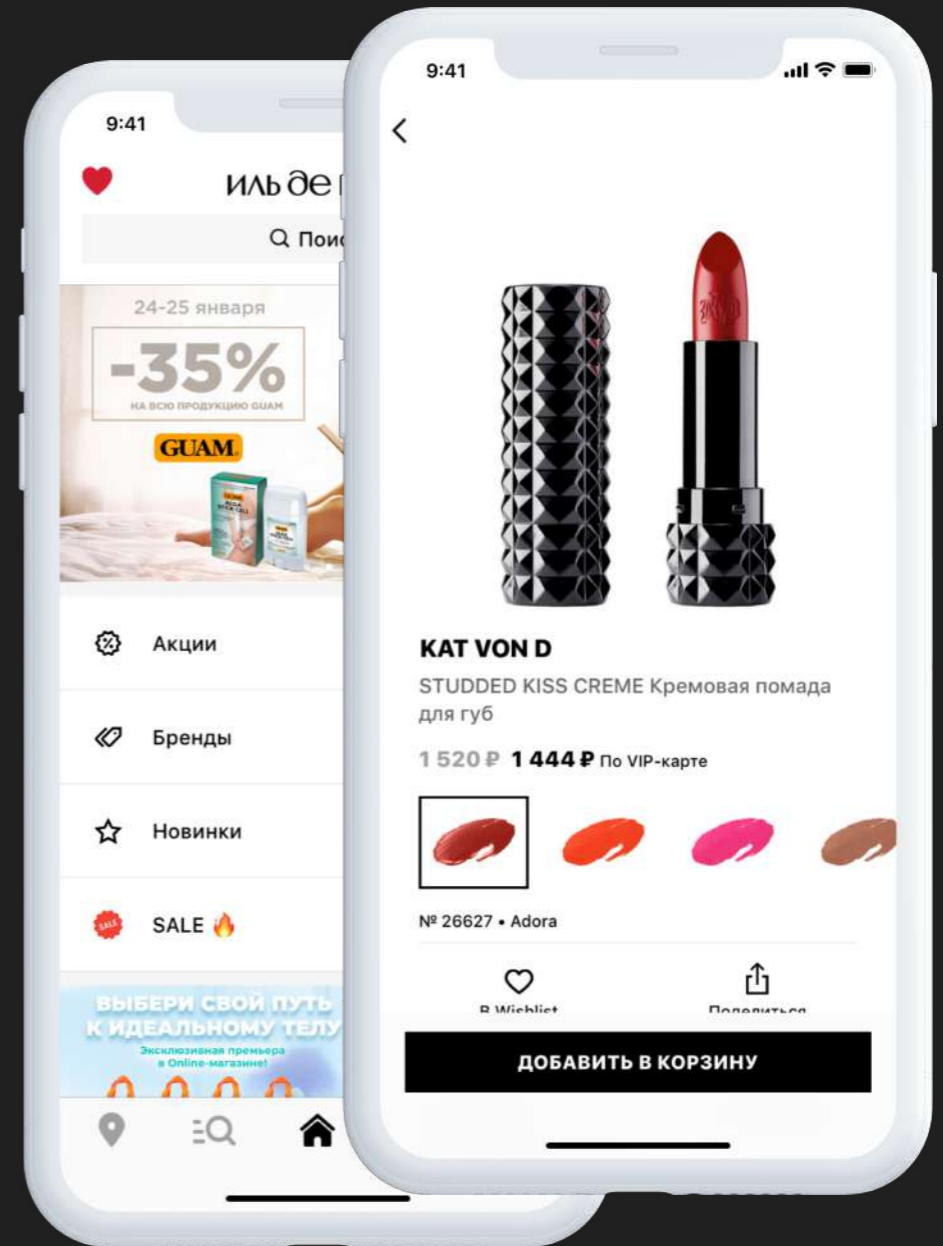 9:41
иль де
Поис
24-25 января
-35%
НА ВСЮ ПРОДУКЦИЮ GUAM
GUAM
Акции
Бренды
Новинки
SALE
SALE 🔥
ВЫБЕРИ СВОЙ ПУТЬ
К ИДЕАЛЬНОМУ ТЕЛУ
Эксклюзивная премьера
в Online-магазине!
9:41
KAT VON D
STUDDED KISS CREME Кремовая помада
для губ
1 520 ₽ 1 444 ₽ По VIP-карте
№ 26627 • Adora
В Wishlist
Поделиться
ДОБАВИТЬ В КОРЗИНУ